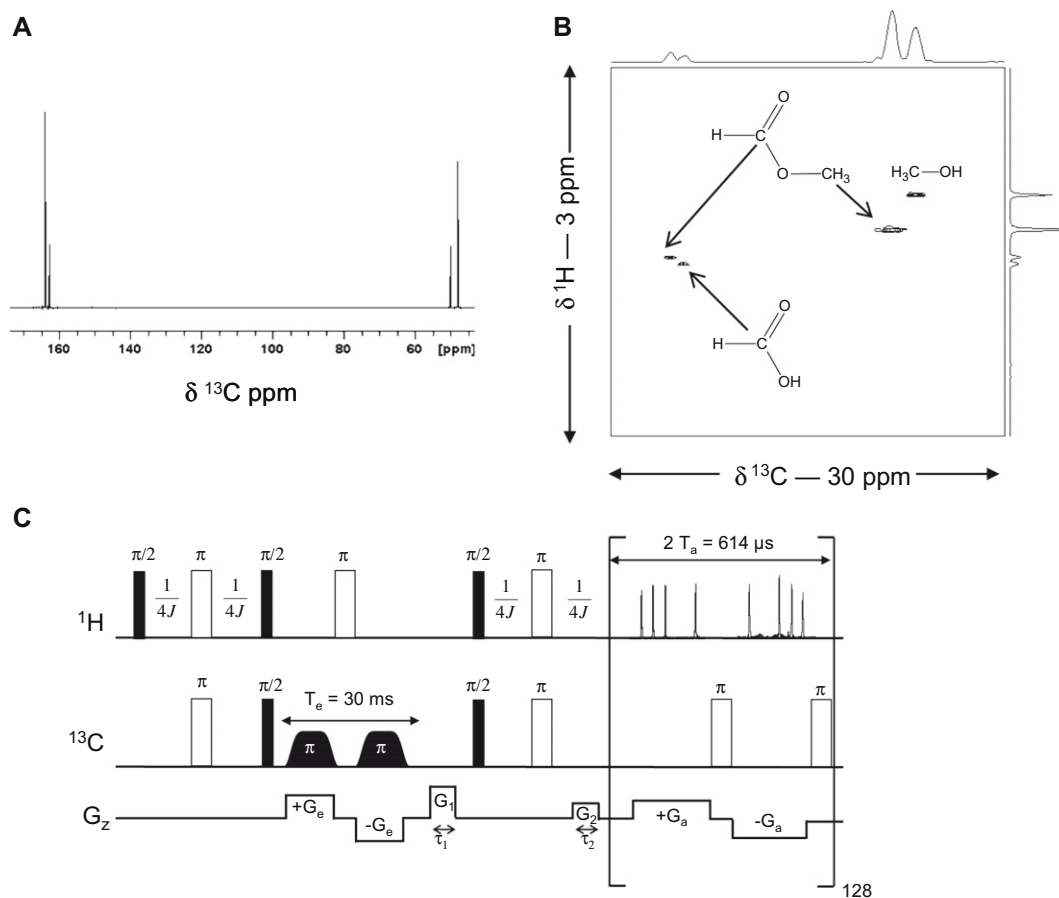 A
160 140 120 100 80 60 [ppm]
δ ¹³C ppm
B
δ ¹H — 3 ppm
O
H C
O CH₃
H₃C OH
O
H C
OH
δ ¹³C — 30 ppm
C
2 Tₐ = 614 µs
π/2 π π/2 π π/2 π
1/4J 1/4J 1/4J 1/4J
¹H
π π/2 Tₑ = 30 ms π/2 π π π
¹³C
π π
G_z
+Gₑ -Gₑ G₁ G₂ +Gₐ -Gₐ
τ₁ τ₂
128